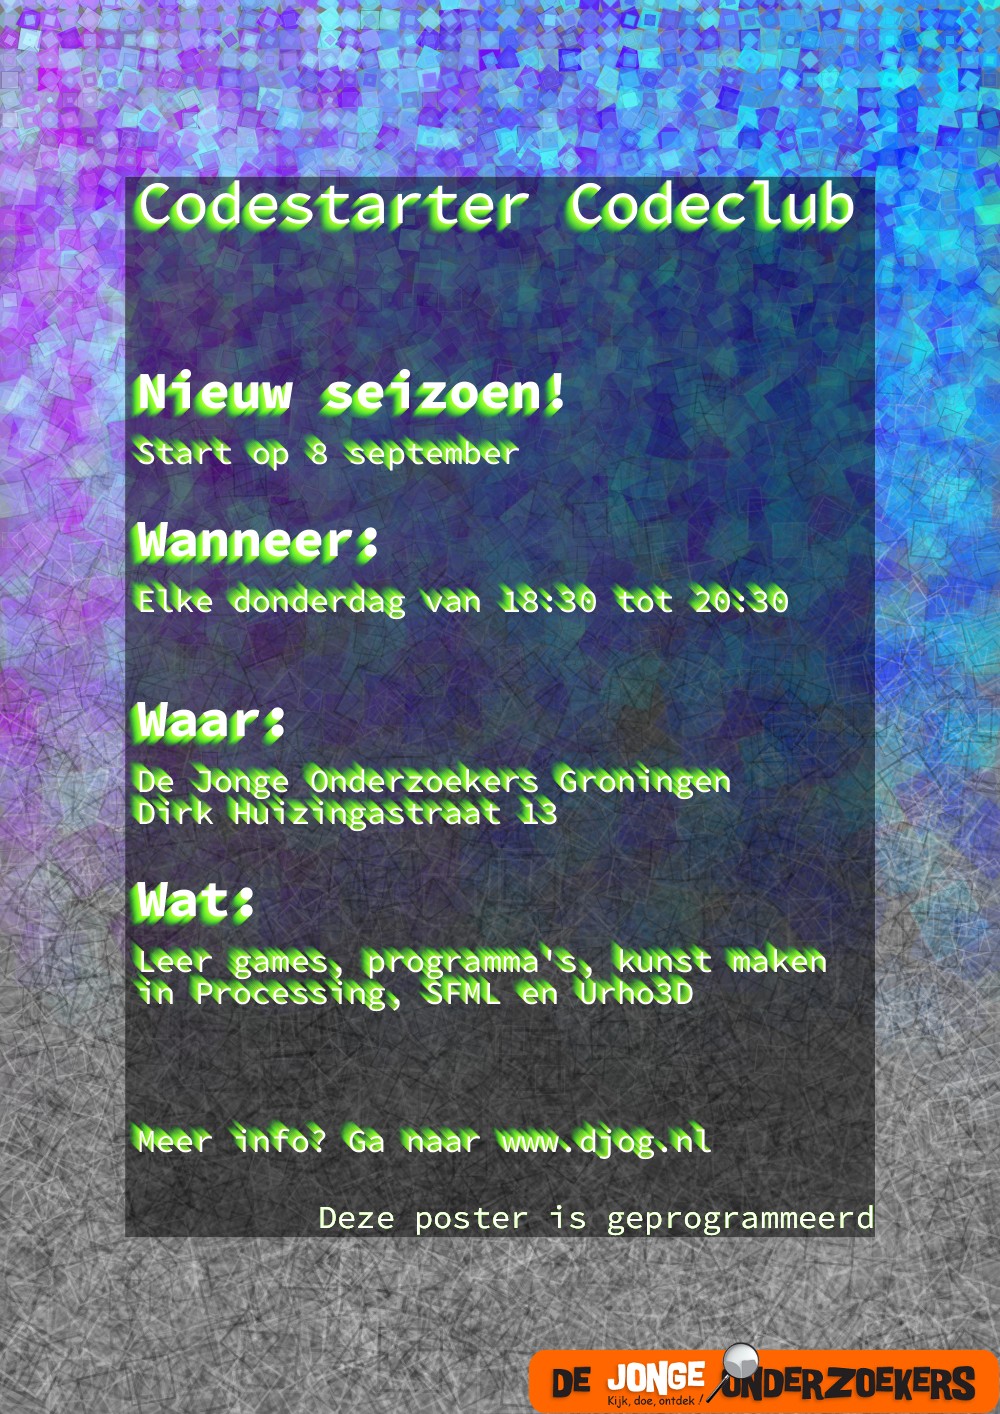 Codestarter Codeclub
Nieuw seizoen!
Start op 8 september
Wanneer:
Elke donderdag van 18:30 tot 20:30
Waar:
De Jonge Onderzoekers Groningen
Dirk Huizingastraat 13
Wat:
Leer games, programma's, kunst maken
in Processing, SFML en Urho3D
Meer info? Ga naar www.djog.nl
Deze poster is geprogrammeerd
DE JONGE ONDERZOEKERS
Kijk, doe, ontdek /